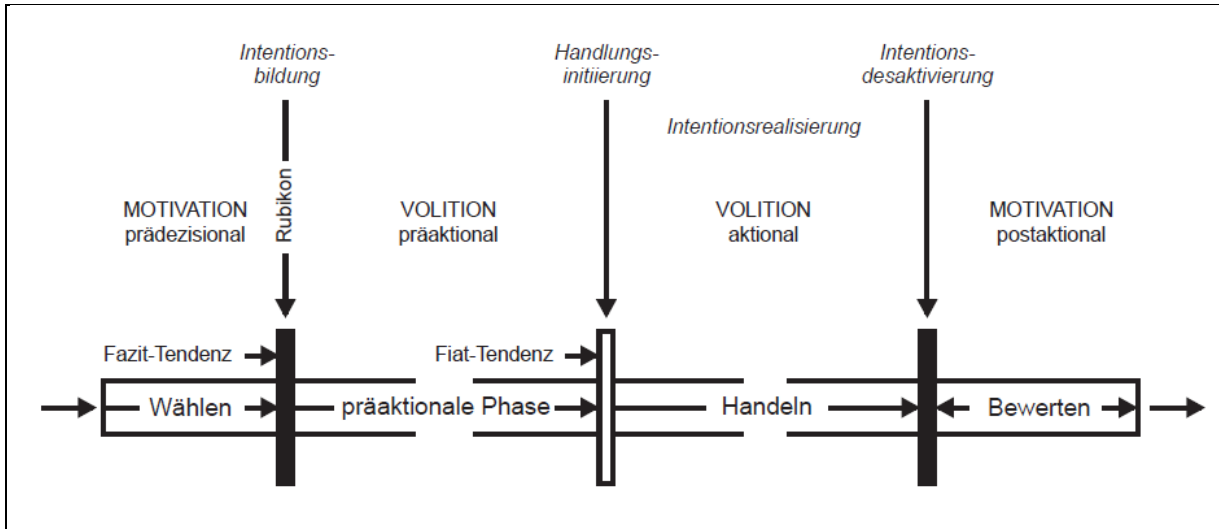 Intentions-
bildung
Handlungs-
initiierung
Intentions-
desaktivierung
Intentionsrealisierung
Rubikon
MOTIVATION
prädezisional
VOLITION
präaktional
VOLITION
aktional
MOTIVATION
postaktional
Fazit-Tendenz
Fiat-Tendenz
Wählen
präaktionale Phase
Handeln
Bewerten